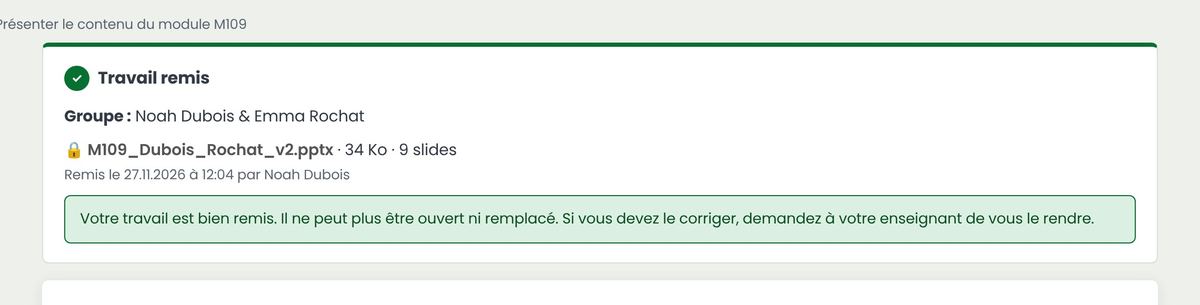 Présenter le contenu du module M109
Travail remis
Groupe : Noah Dubois & Emma Rochat
M109_Dubois_Rochat_v2.pptx · 34 Ko · 9 slides
Remis le 27.11.2026 à 12:04 par Noah Dubois
Votre travail est bien remis. Il ne peut plus être ouvert ni remplacé. Si vous devez le corriger, demandez à votre enseignant de vous le rendre.